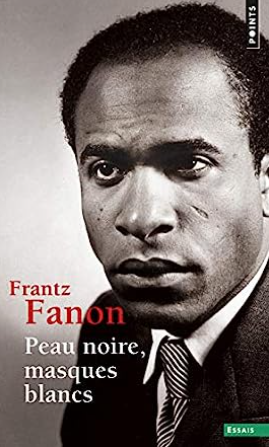 POINTS
Frantz
Fanon
Peau noire,
masques
blancs
ESSAIS